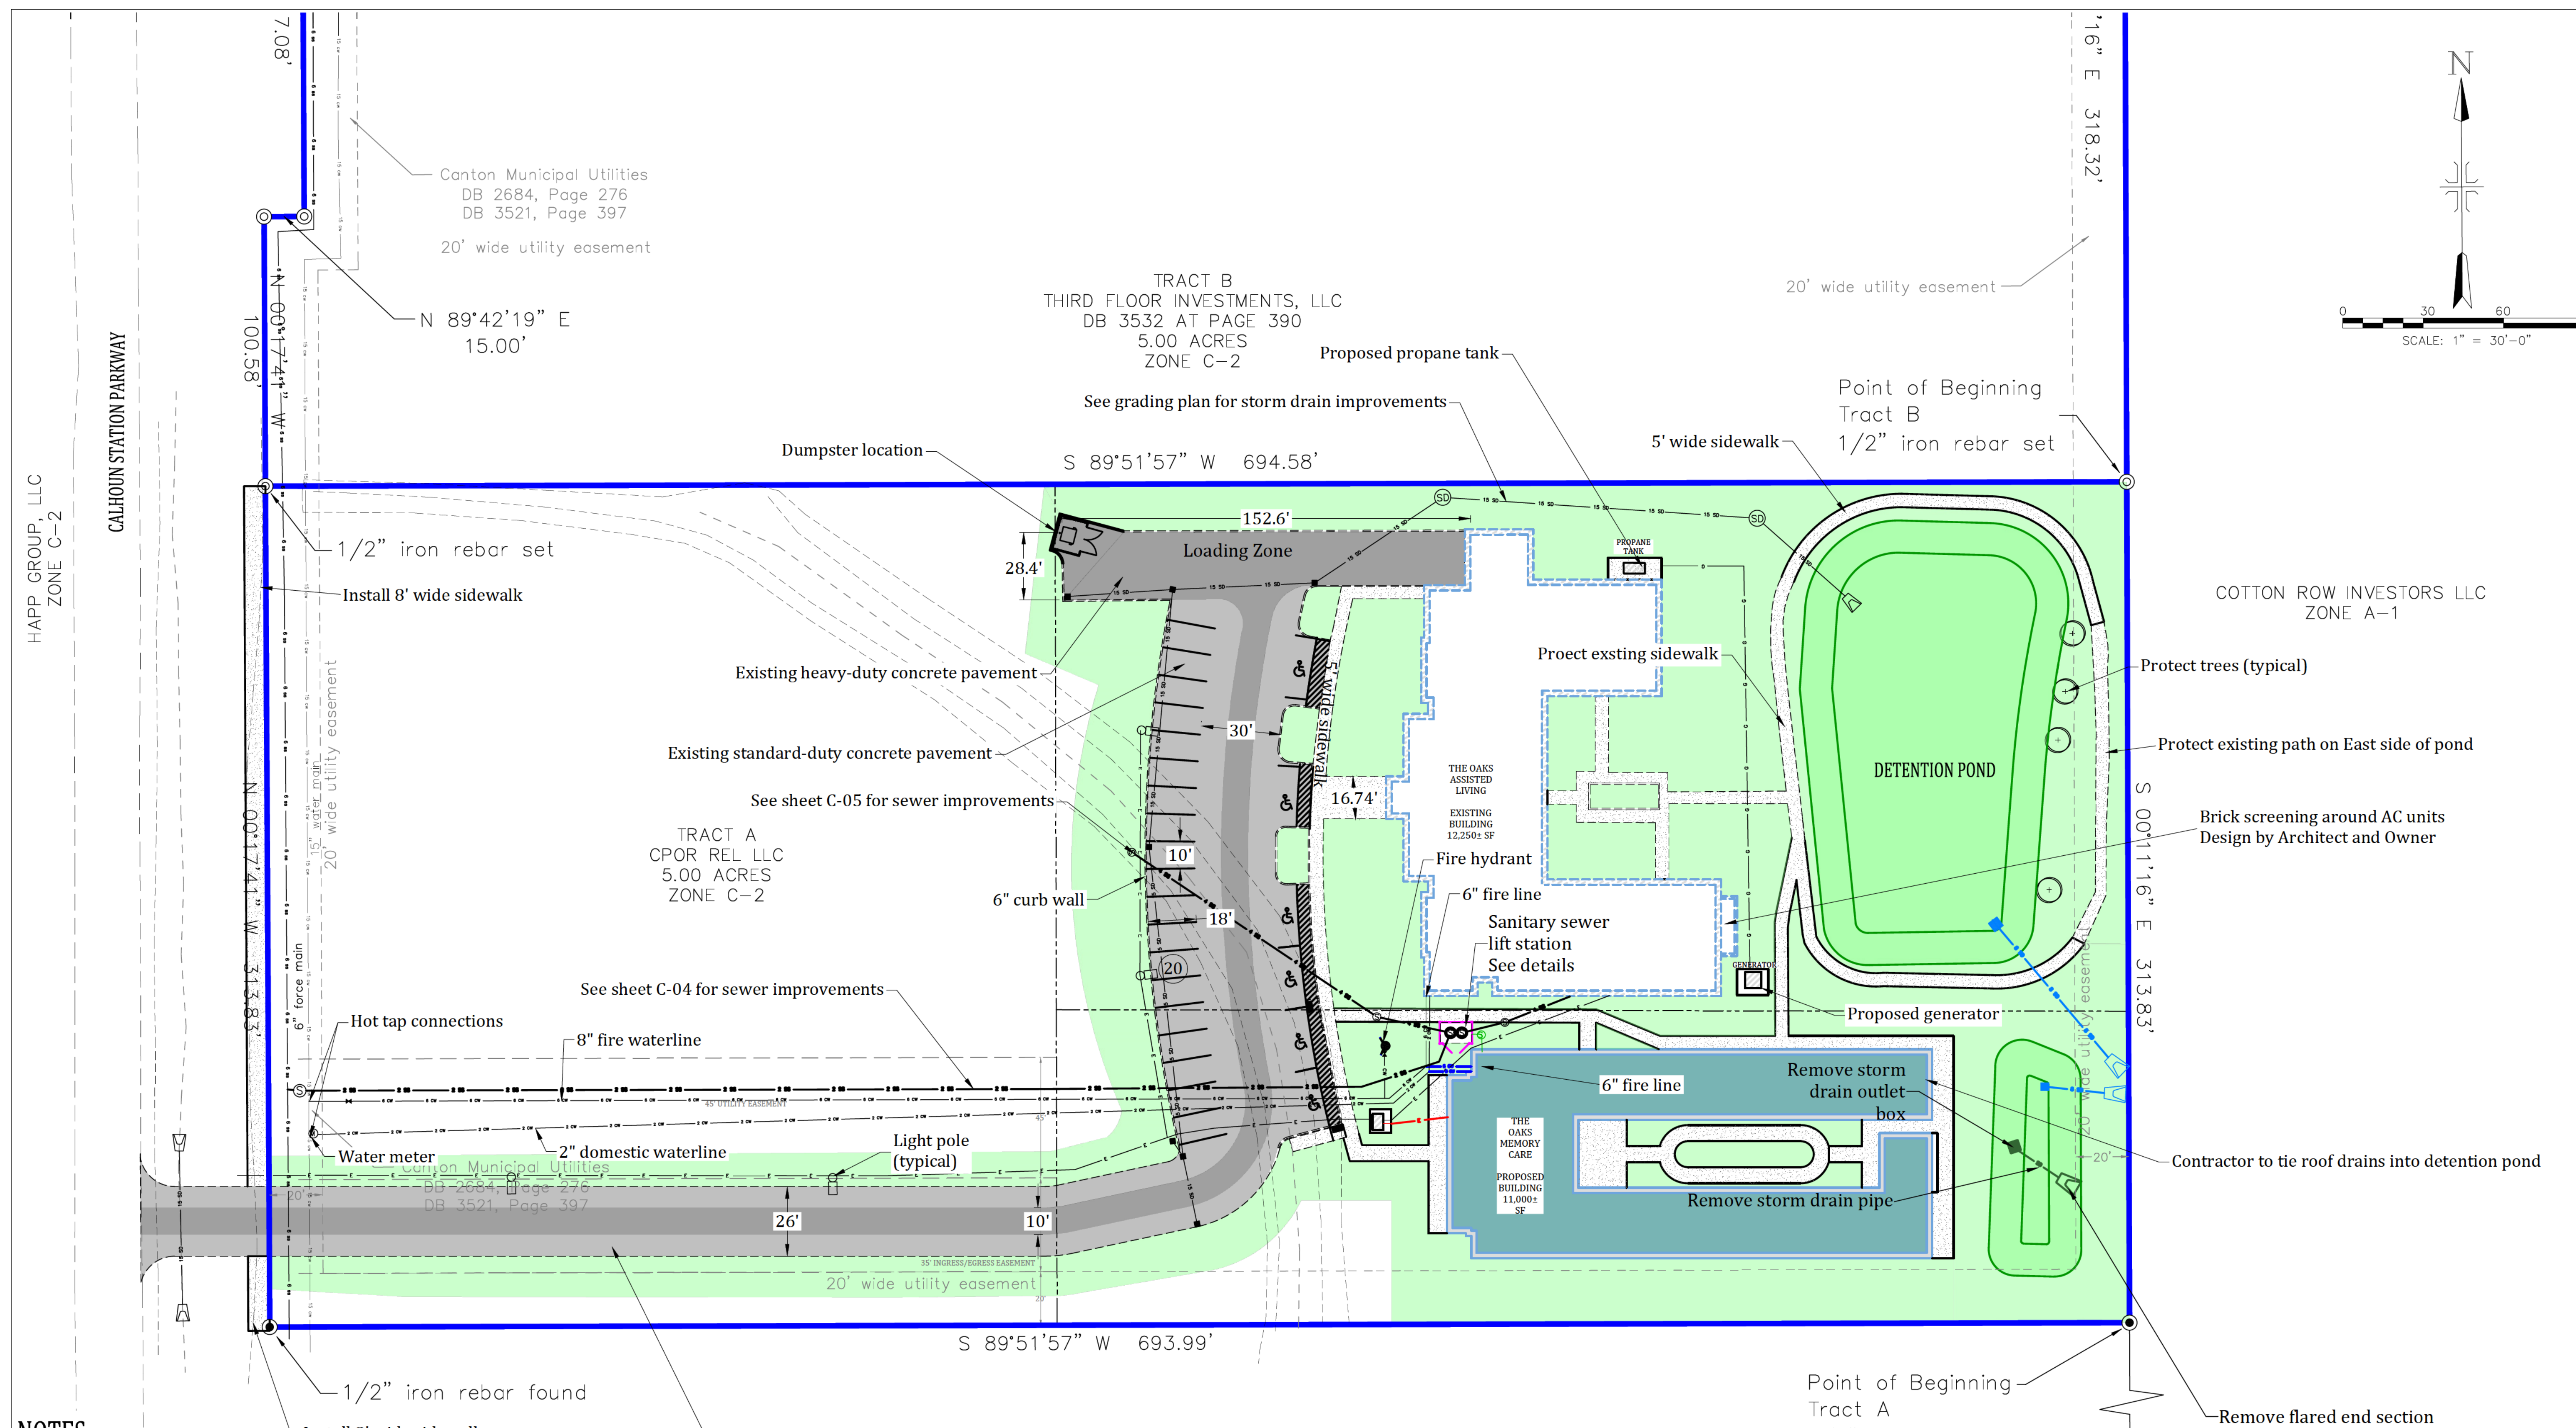 7.08'
'16" E 318.32'
N
Canton Municipal Utilities
DB 2684, Page 276
DB 3521, Page 397
20' wide utility easement
N 00°17'41" W
100.58'
N 89°42'19" E
15.00'
CALHOUN STATION PARKWAY
HAPP GROUP, LLC
ZONE C-2
TRACT B
THIRD FLOOR INVESTMENTS, LLC
DB 3532 AT PAGE 390
5.00 ACRES
ZONE C-2
20' wide utility easement
0 30 60
SCALE: 1" = 30'-0"
Proposed propane tank
See grading plan for storm drain improvements
Point of Beginning
Tract B
1/2" iron rebar set
5' wide sidewalk
Dumpster location
S 89°51'57" W 694.58'
SD
SD
152.6'
Loading Zone
28.4'
PROPANE
TANK
1/2" iron rebar set
Install 8' wide sidewalk
COTTON ROW INVESTORS LLC
ZONE A-1
Existing heavy-duty concrete pavement
5' wide sidewalk
Proect exsting sidewalk
Protect trees (typical)
15" water main
20' wide utility easement
30'
Existing standard-duty concrete pavement
Protect existing path on East side of pond
THE OAKS
ASSISTED
LIVING
EXISTING
BUILDING
12,250± SF
DETENTION POND
See sheet C-05 for sewer improvements
16.74'
Brick screening around AC units
Design by Architect and Owner
TRACT A
CPOR REL LLC
5.00 ACRES
ZONE C-2
10'
Fire hydrant
6" curb wall
18'
6" fire line
Sanitary sewer
lift station
See details
S 00°11'16" E 313.83'
N 00°17'41" W 313.83'
6" force main
20
GENERATOR
See sheet C-04 for sewer improvements
Proposed generator
20' wide utility easement
Hot tap connections
8" fire waterline
S
6" fire line
Remove storm
drain outlet
box
45' UTILITY EASEMENT
45'
THE
OAKS
MEMORY
CARE
PROPOSED
BUILDING
11,000±
SF
Water meter
2" domestic waterline
Light pole
(typical)
20'
Contractor to tie roof drains into detention pond
Canton Municipal Utilities
DB 2684, Page 276
DB 3521, Page 397
20'
26'
10'
Remove storm drain pipe
35' INGRESS/EGRESS EASEMENT
20' wide utility easement
20'
S 89°51'57" W 693.99'
1/2" iron rebar found
Point of Beginning
Tract A
Remove flared end section
NOTES